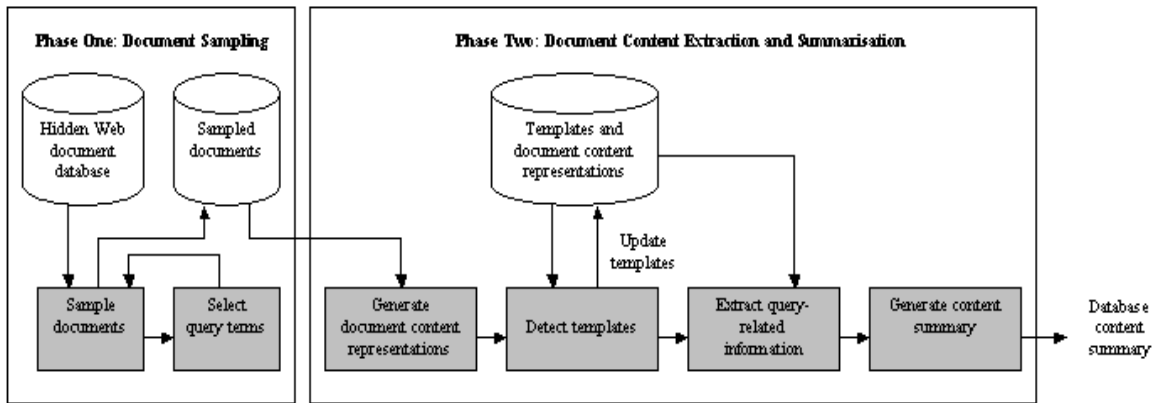 Phase One: Document Sampling
Phase Two: Document Content Extraction and Summarisation
Hidden Web
document
database
Sampled
documents
Templates and
document content
representations
Update
templates
Sample
documents
Select
query terms
Generate
document content
representations
Detect templates
Extract query-
related
information
Generate content
summary
Database
content
summary